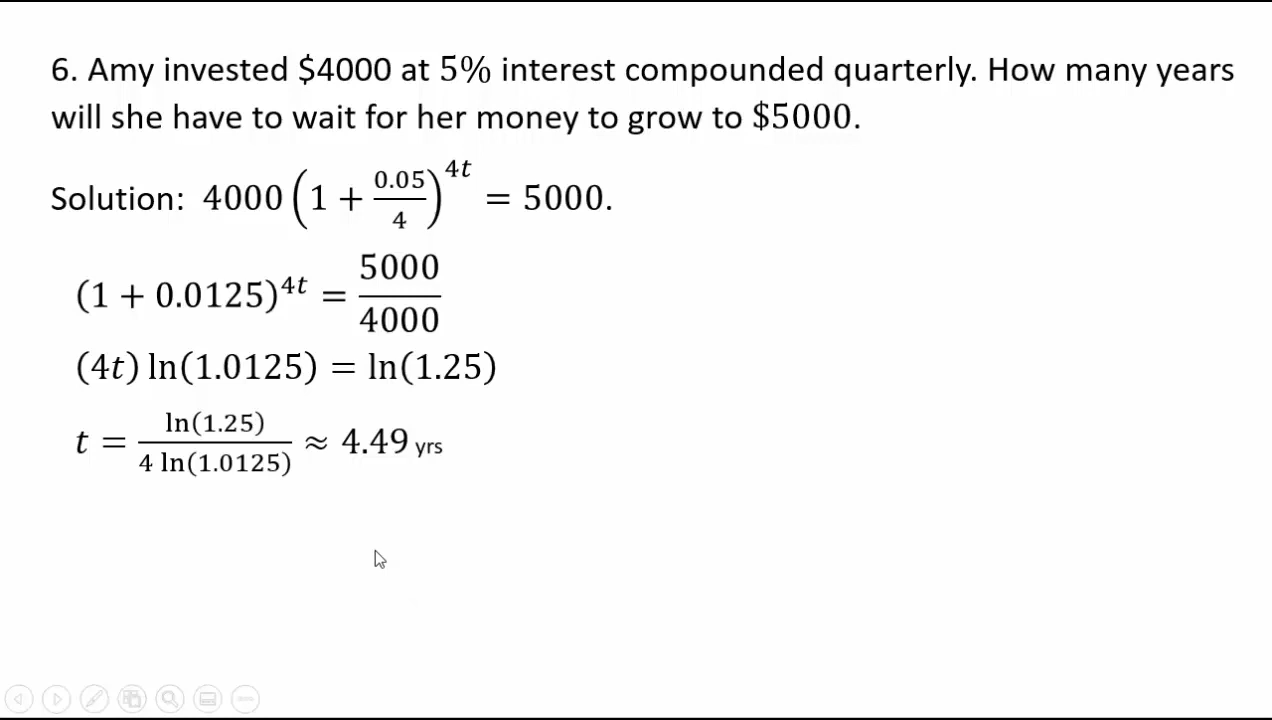 6. Amy invested $4000 at 5% interest compounded quarterly. How many years
will she have to wait for her money to grow to $5000.
Solution: 4000 (1 + 0.05/4)^{4t} = 5000.
(1 + 0.0125)^{4t} = 5000/4000
(4t) ln(1.0125) = ln(1.25)
t = ln(1.25)/4 ln(1.0125) ≈ 4.49 yrs